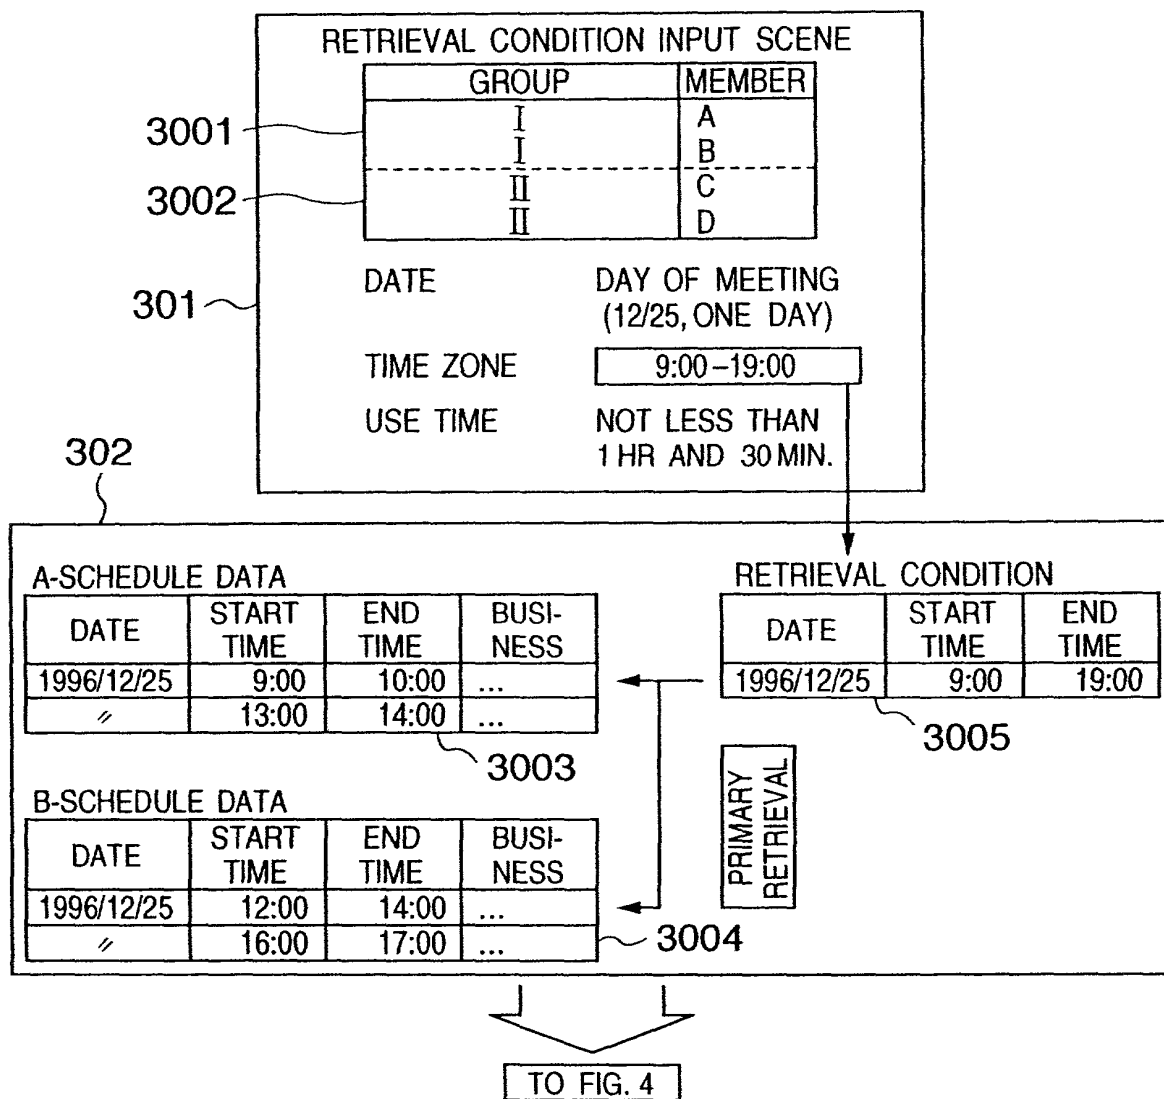 RETRIEVAL CONDITION INPUT SCENE
GROUP MEMBER
3001
I A
I B
3002
II C
II D
301
DATE DAY OF MEETING
(12/25, ONE DAY)
TIME ZONE 9:00–19:00
USE TIME NOT LESS THAN
1 HR AND 30 MIN.
302
A-SCHEDULE DATA
DATE START TIME END TIME BUSI-NESS
1996/12/25 9:00 10:00 ...
〃 13:00 14:00 ...
3003
RETRIEVAL CONDITION
DATE START TIME END TIME
1996/12/25 9:00 19:00
3005
PRIMARY
RETRIEVAL
B-SCHEDULE DATA
DATE START TIME END TIME BUSI-NESS
1996/12/25 12:00 14:00 ...
〃 16:00 17:00 ...
3004
TO FIG. 4